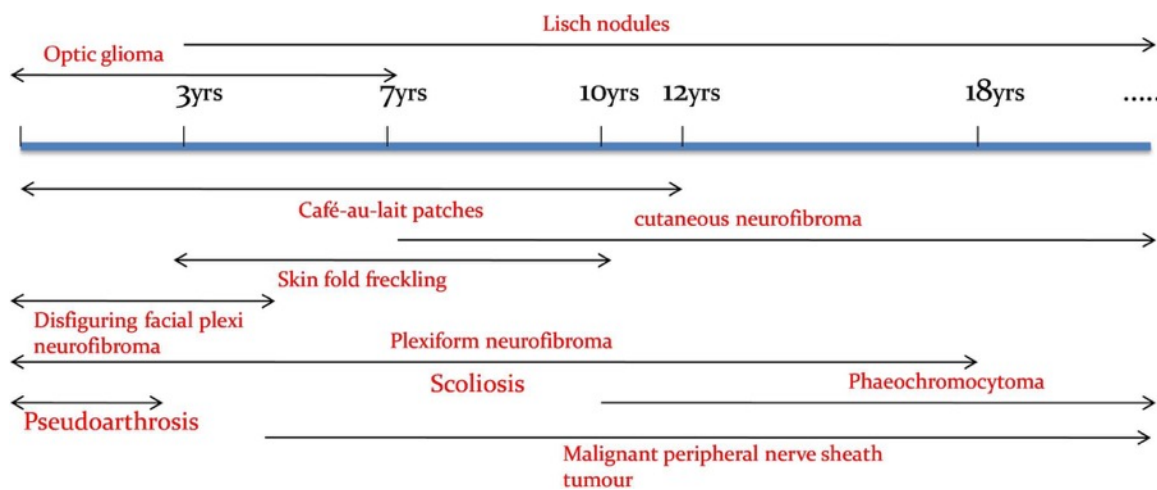 Lisch nodules
Optic glioma
3yrs 7yrs 10yrs 12yrs 18yrs .....
Café-au-lait patches
cutaneous neurofibroma
Skin fold freckling
Disfiguring facial plexi
neurofibroma
Plexiform neurofibroma
Scoliosis
Phaeochromocytoma
Pseudoarthrosis
Malignant peripheral nerve sheath
tumour